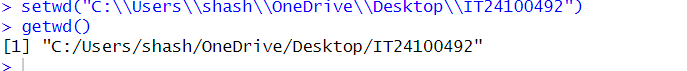 > setwd("C:\\Users\\shash\\OneDrive\\Desktop\\IT24100492")
> getwd()
[1] "C:/Users/shash/OneDrive/Desktop/IT24100492"
>